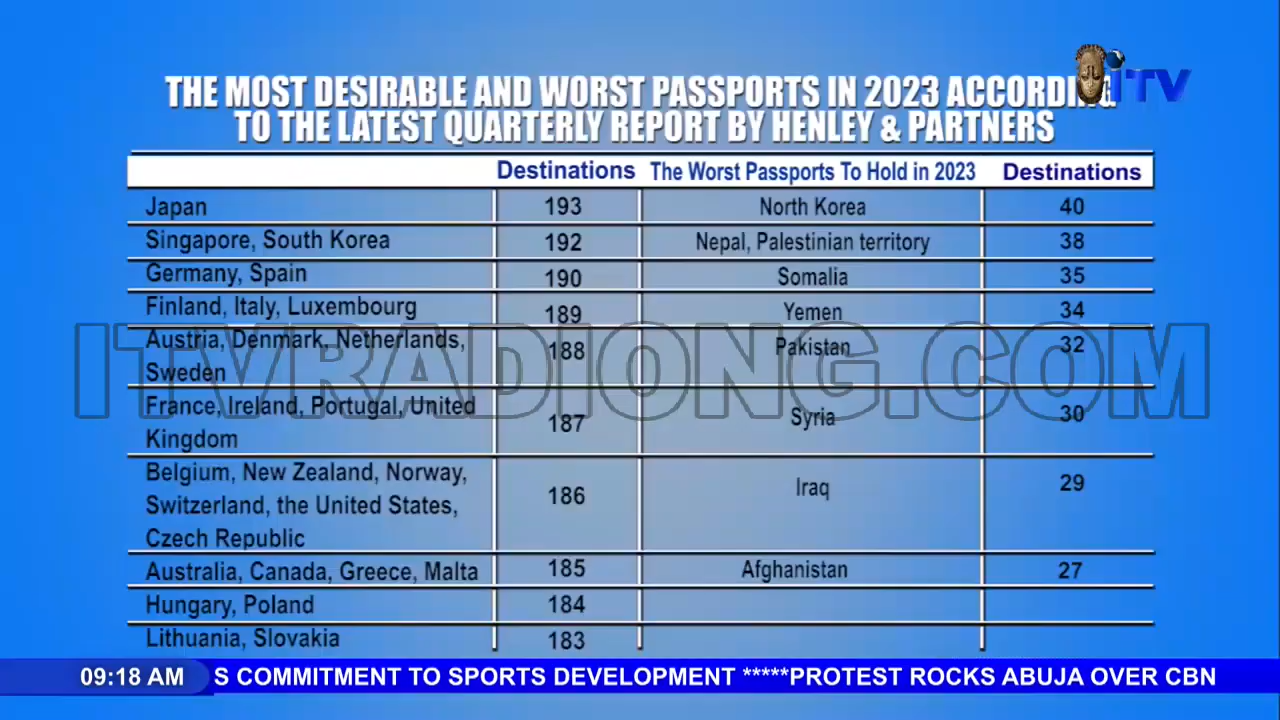 iTV
THE MOST DESIRABLE AND WORST PASSPORTS IN 2023 ACCORDING
TO THE LATEST QUARTERLY REPORT BY HENLEY & PARTNERS
Destinations The Worst Passports To Hold in 2023 Destinations
Japan 193 North Korea 40
Singapore, South Korea 192 Nepal, Palestinian territory 38
Germany, Spain 190 Somalia 35
Finland, Italy, Luxembourg 189 Yemen 34
Austria, Denmark, Netherlands,
Sweden 188 Pakistan 32
ITVRADIONG.COM
France, Ireland, Portugal, United
Kingdom 187 Syria 30
Belgium, New Zealand, Norway,
Switzerland, the United States, 186 Iraq 29
Czech Republic
Australia, Canada, Greece, Malta 185 Afghanistan 27
Hungary, Poland 184
Lithuania, Slovakia 183
09:18 AM S COMMITMENT TO SPORTS DEVELOPMENT *****PROTEST ROCKS ABUJA OVER CBN